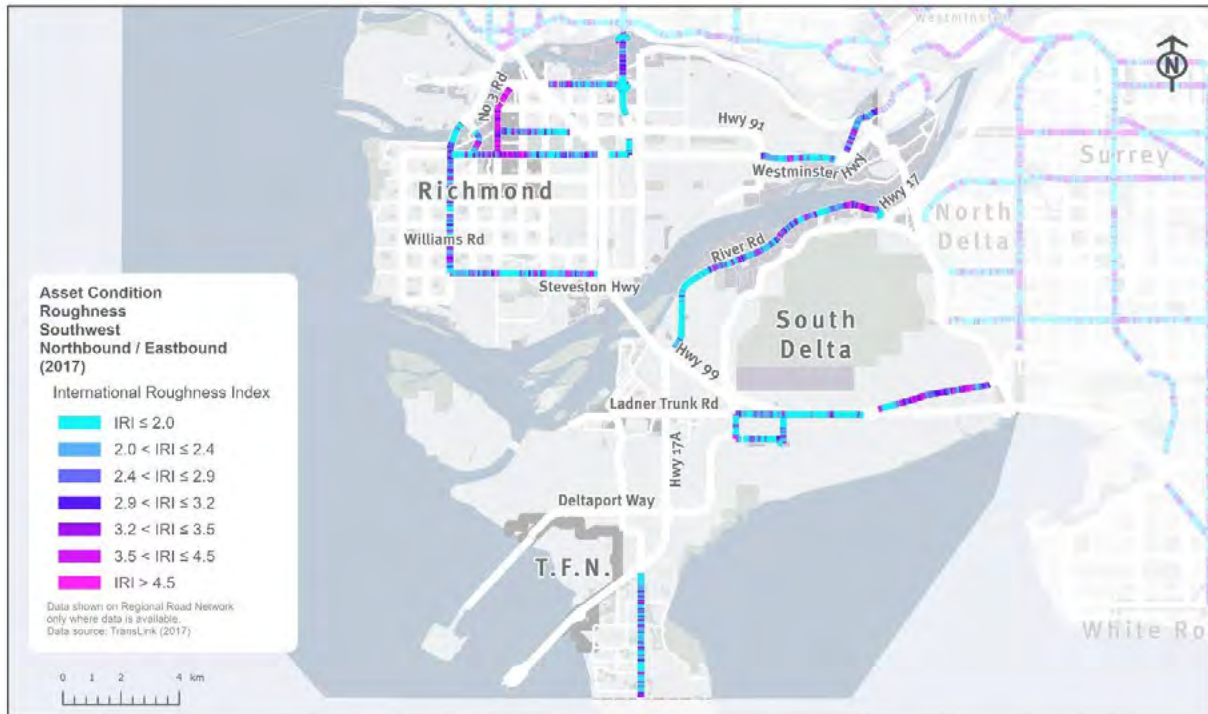 Westminster
N
No 3 Rd
Hwy 91
Westminster Hwy
Hwy 17
Surrey
Richmond
North
Delta
Williams Rd
River Rd
Steveston Hwy
South
Delta
Hwy 99
Ladner Trunk Rd
Hwy 17A
Deltaport Way
T.F.N.
White Ro
Asset Condition
Roughness
Southwest
Northbound / Eastbound
(2017)
International Roughness Index
IRI ≤ 2.0
2.0 < IRI ≤ 2.4
2.4 < IRI ≤ 2.9
2.9 < IRI ≤ 3.2
3.2 < IRI ≤ 3.5
3.5 < IRI ≤ 4.5
IRI > 4.5
Data shown on Regional Road Network
only where data is available.
Data source: TransLink (2017)
0 1 2 4 km